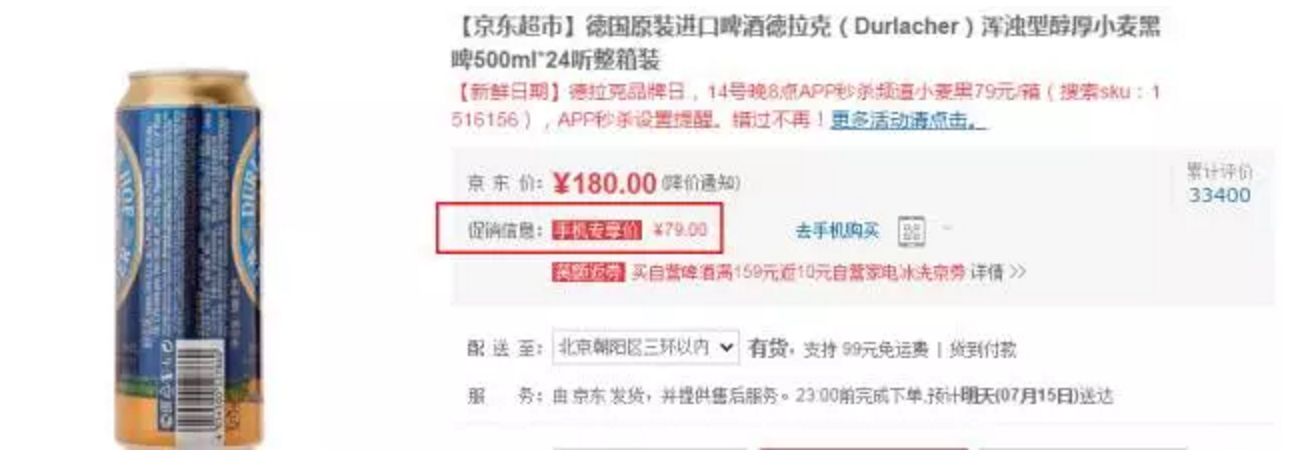 【京东超市】德国原装进口啤酒德拉克（Durlacher）浑浊型醇厚小麦黑
啤500ml*24听整箱装
【新鲜日期】德拉克品牌日，14号晚8点APP秒杀频道小麦黑79元/箱（搜索sku：1
516156），APP秒杀设置提醒。错过不再！更多活动请点击。
累计评价
33400
京东价：¥180.00(降价通知)
促销信息：手机专享价 ¥79.00 去手机购买
满额返券 买自营啤酒满159元返10元自营家电冰洗京券 详情 >>
配送至：北京朝阳区三环以内 有货，支持 99元免运费 | 货到付款
服务：由 京东 发货，并提供售后服务。23:00前完成下单,预计明天(07月15日)送达